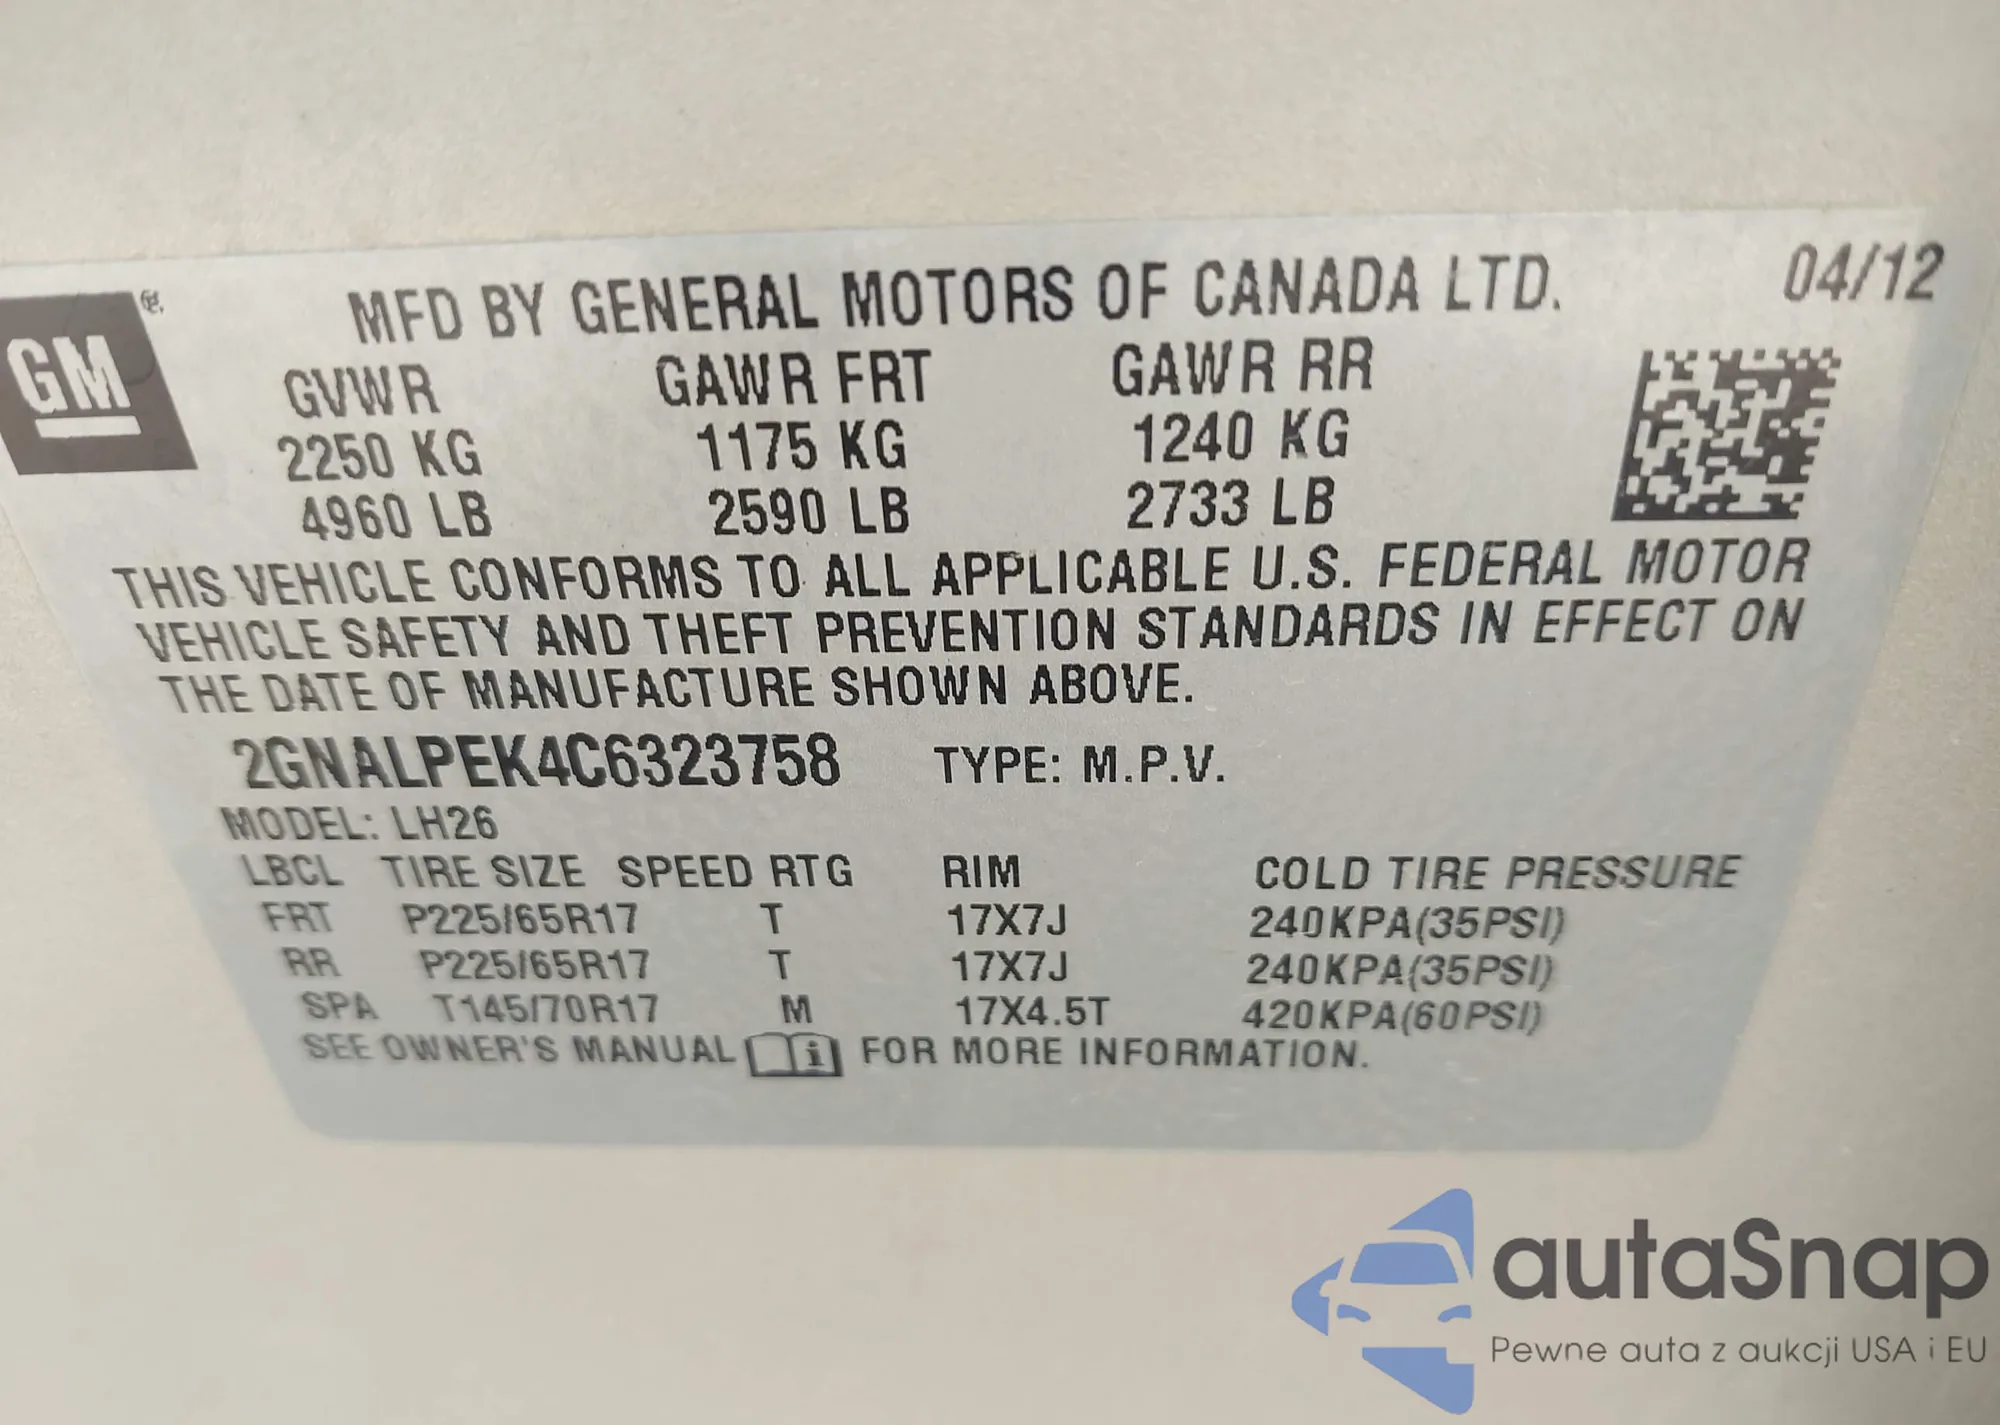 GM ®.
MFD BY GENERAL MOTORS OF CANADA LTD. 04/12
GVWR GAWR FRT GAWR RR
2250 KG 1175 KG 1240 KG
4960 LB 2590 LB 2733 LB
THIS VEHICLE CONFORMS TO ALL APPLICABLE U.S. FEDERAL MOTOR
VEHICLE SAFETY AND THEFT PREVENTION STANDARDS IN EFFECT ON
THE DATE OF MANUFACTURE SHOWN ABOVE.
2GNALPEK4C6323758 TYPE: M.P.V.
MODEL: LH26
LBCL TIRE SIZE SPEED RTG RIM COLD TIRE PRESSURE
FRT P225/65R17 T 17X7J 240KPA(35PSI)
RR P225/65R17 T 17X7J 240KPA(35PSI)
SPA T145/70R17 M 17X4.5T 420KPA(60PSI)
SEE OWNER'S MANUAL i FOR MORE INFORMATION.
autaSnap
Pewne auta z aukcji USA i EU